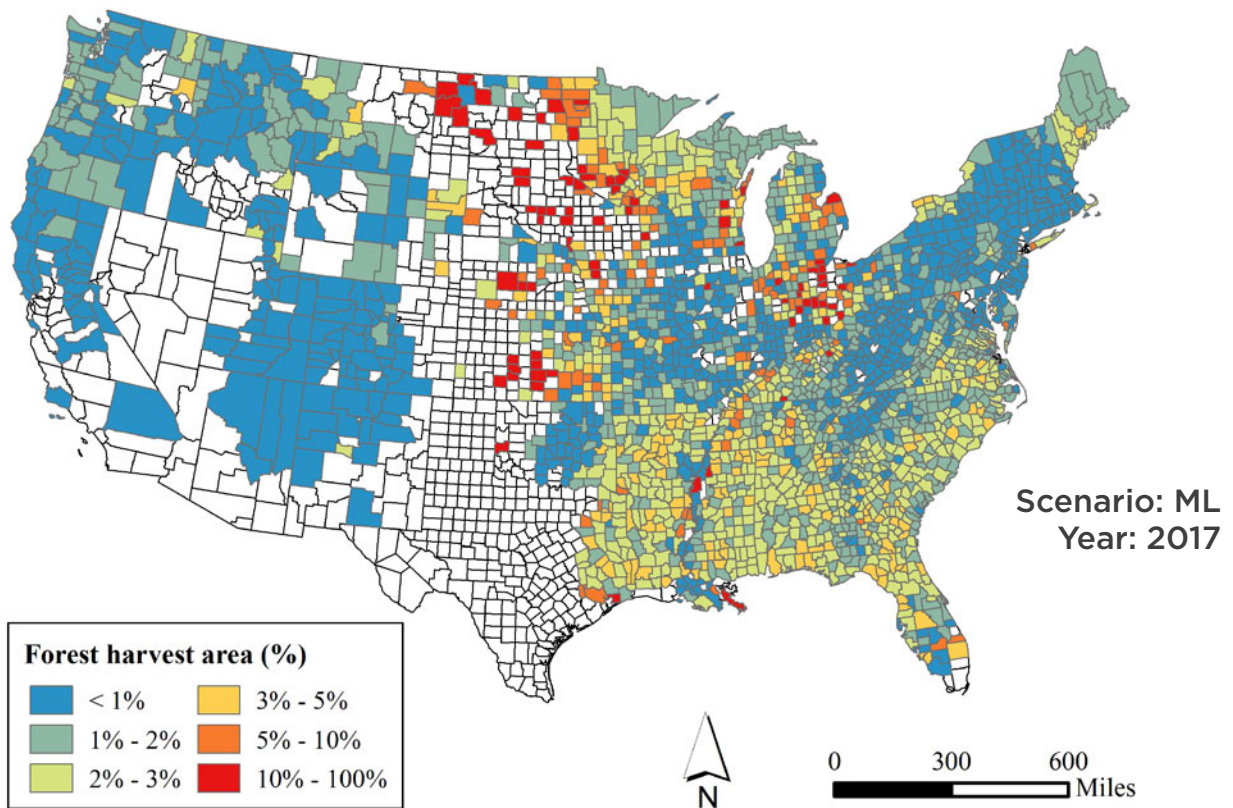 Scenario: ML
Year: 2017
Forest harvest area (%)
< 1%
3% - 5%
1% - 2%
5% - 10%
2% - 3%
10% - 100%
N
0 300 600
Miles